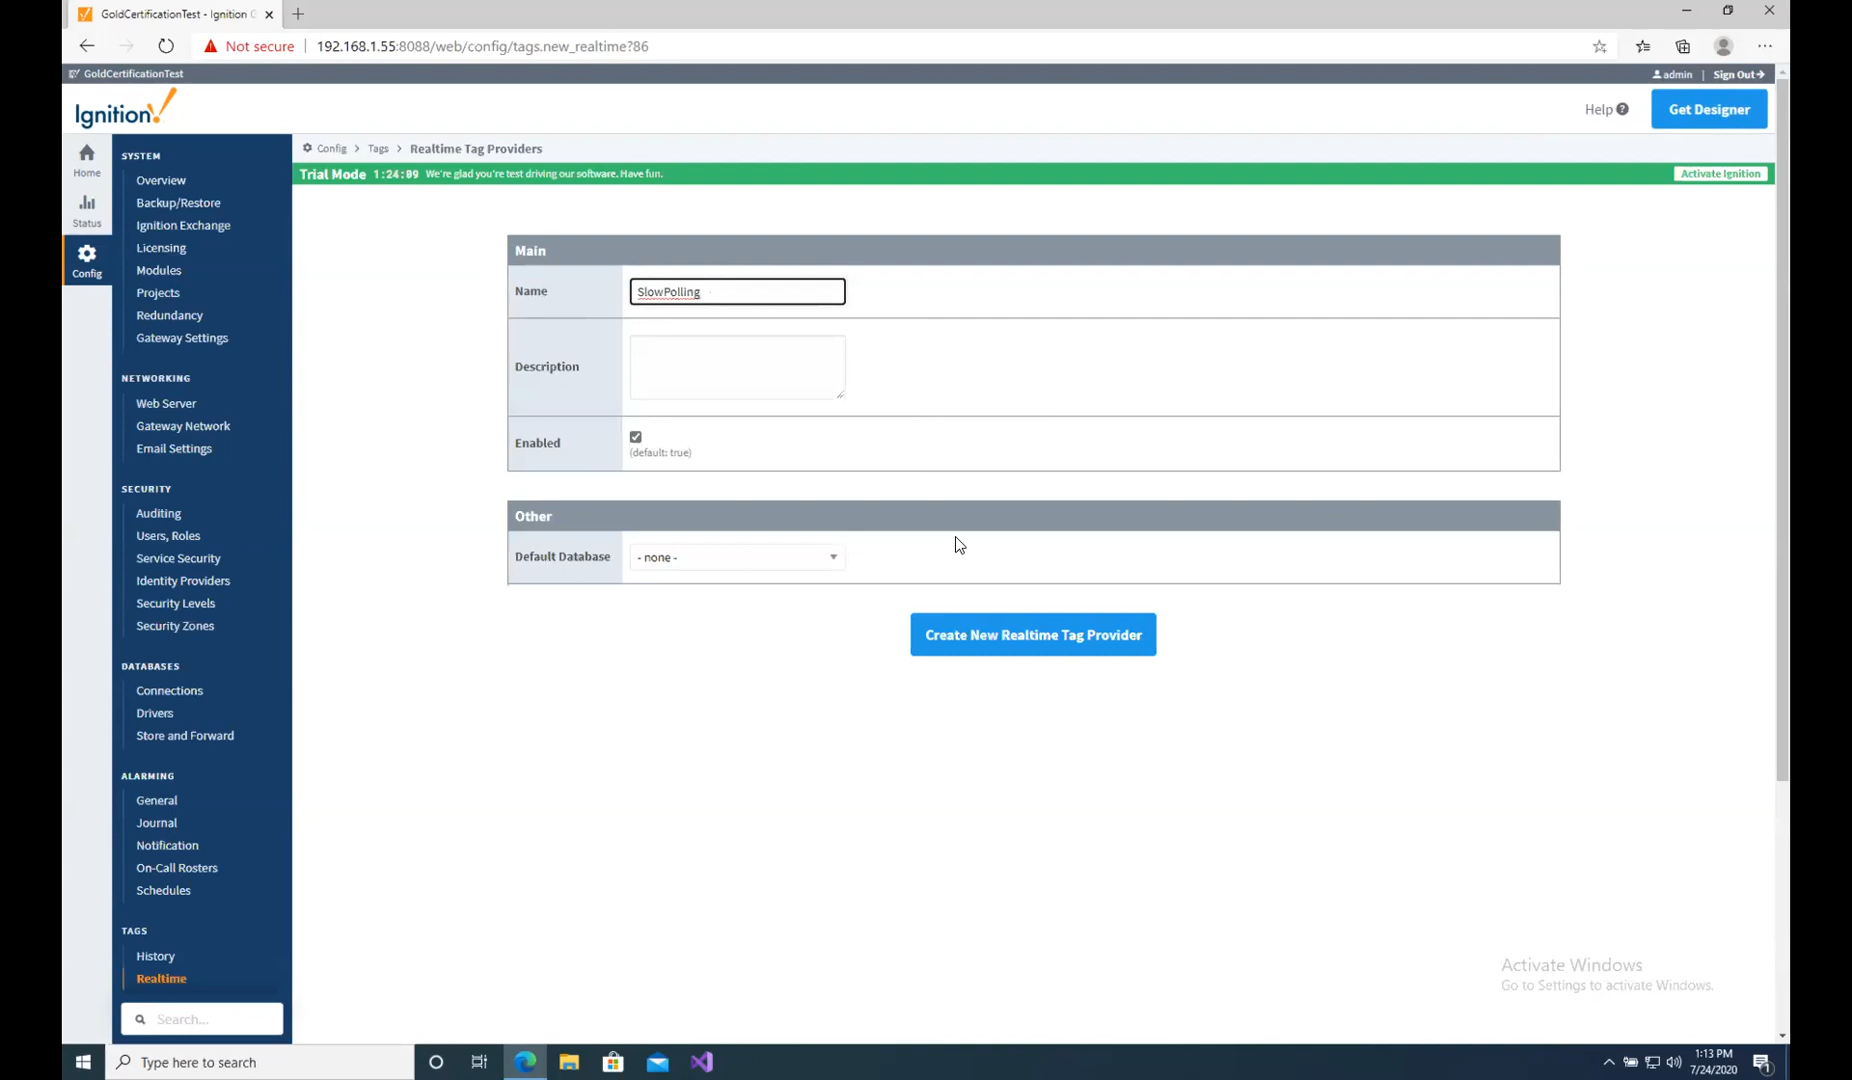 GoldCertificationTest - Ignition G
Not secure
192.168.1.55:8088/web/config/tags.new_realtime?86
GoldCertificationTest
admin | Sign Out
Ignition!
Help
Get Designer
Home
Status
Config
SYSTEM
Overview
Backup/Restore
Ignition Exchange
Licensing
Modules
Projects
Redundancy
Gateway Settings
NETWORKING
Web Server
Gateway Network
Email Settings
SECURITY
Auditing
Users, Roles
Service Security
Identity Providers
Security Levels
Security Zones
DATABASES
Connections
Drivers
Store and Forward
ALARMING
General
Journal
Notification
On-Call Rosters
Schedules
TAGS
History
Realtime
Search...
Config > Tags > Realtime Tag Providers
Trial Mode 1:24:09 We're glad you're test driving our software. Have fun.
Activate Ignition
Main
Name
SlowPolling
Description
Enabled
(default: true)
Other
Default Database
- none -
Create New Realtime Tag Provider
Activate Windows
Go to Settings to activate Windows.
Type here to search
1:13 PM
7/24/2020
1